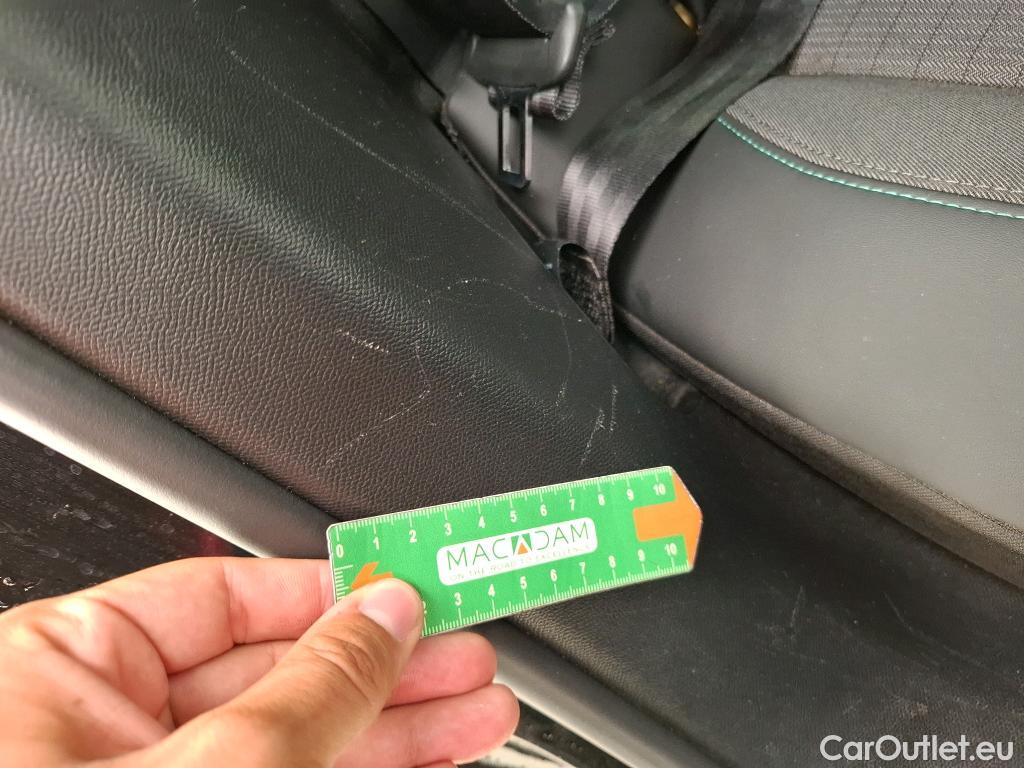 0 1 2 3 4 5 6 7 8 9 10
MACADAM
ON THE ROAD TO EXCELLENCE
2 3 4 5 6 7 8 9 10
CarOutlet.eu